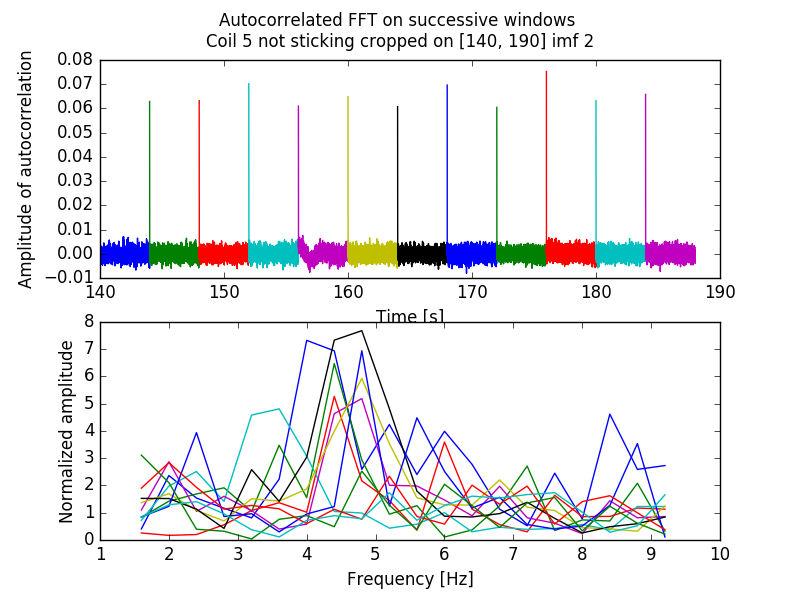 Autocorrelated FFT on successive windows
Coil 5 not sticking cropped on [140, 190] imf 2
Amplitude of autocorrelation
0.08
0.07
0.06
0.05
0.04
0.03
0.02
0.01
0.00
−0.01
140 150 160 170 180 190
Time [s]
Normalized amplitude
8
7
6
5
4
3
2
1
0
1 2 3 4 5 6 7 8 9 10
Frequency [Hz]